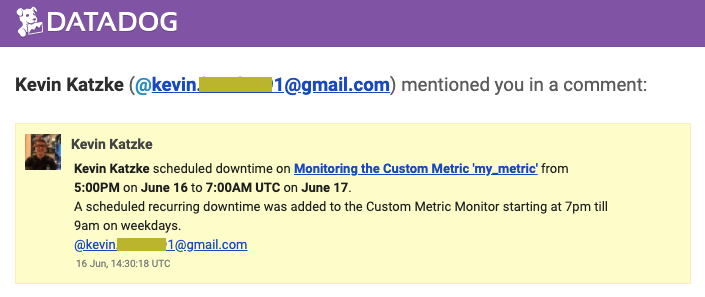 DATADOG
Kevin Katzke (@kevin. 91@gmail.com) mentioned you in a comment:
Kevin Katzke
Kevin Katzke scheduled downtime on Monitoring the Custom Metric 'my_metric' from
5:00PM on June 16 to 7:00AM UTC on June 17.
A scheduled recurring downtime was added to the Custom Metric Monitor starting at 7pm till
9am on weekdays.
@kevin. 1@gmail.com
16 Jun, 14:30:18 UTC